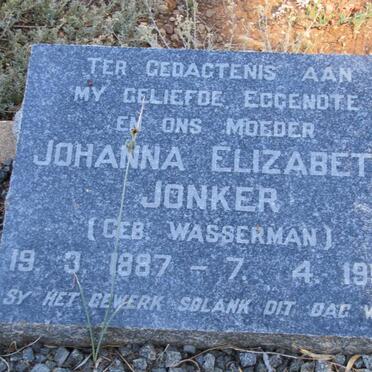 TER GEDAGTENIS AAN
MY GELIEFDE EGGENOTE
EN ONS MOEDER
JOHANNA ELIZABET
JONKER
(GEB. WASSERMAN)
19. 3. 1887 – 7. 4. 19
SY HET GEWERK SOLANK DIT DAG W